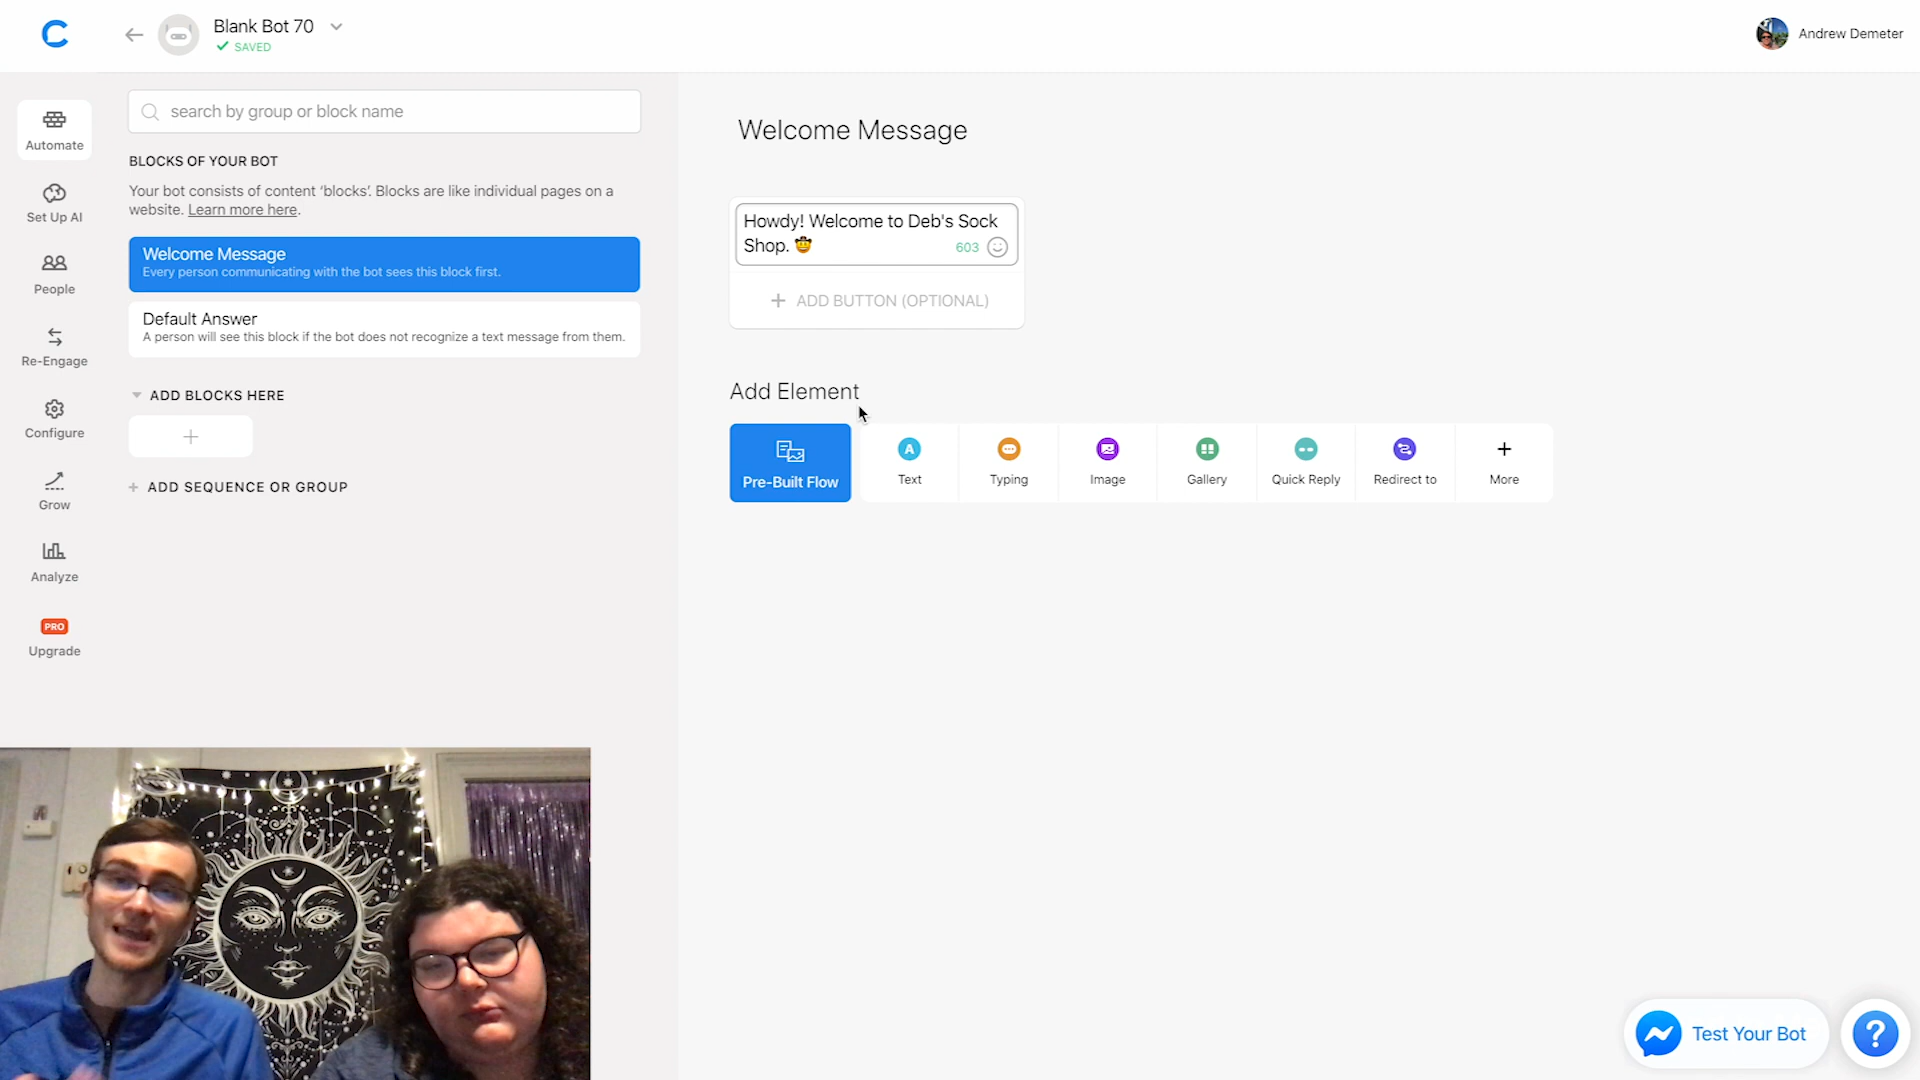 Blank Bot 70
SAVED
Andrew Demeter
Automate
Set Up AI
People
Re-Engage
Configure
Grow
Analyze
PRO
Upgrade
search by group or block name
BLOCKS OF YOUR BOT
Your bot consists of content ‘blocks’. Blocks are like individual pages on a
website. Learn more here.
Welcome Message
Every person communicating with the bot sees this block first.
Default Answer
A person will see this block if the bot does not recognize a text message from them.
ADD BLOCKS HERE
+
+ ADD SEQUENCE OR GROUP
Welcome Message
Howdy! Welcome to Deb's Sock
Shop. 🤠
603
+ ADD BUTTON (OPTIONAL)
Add Element
Pre-Built Flow
A
Text
Typing
Image
Gallery
Quick Reply
Redirect to
+
More
Test Your Bot
?